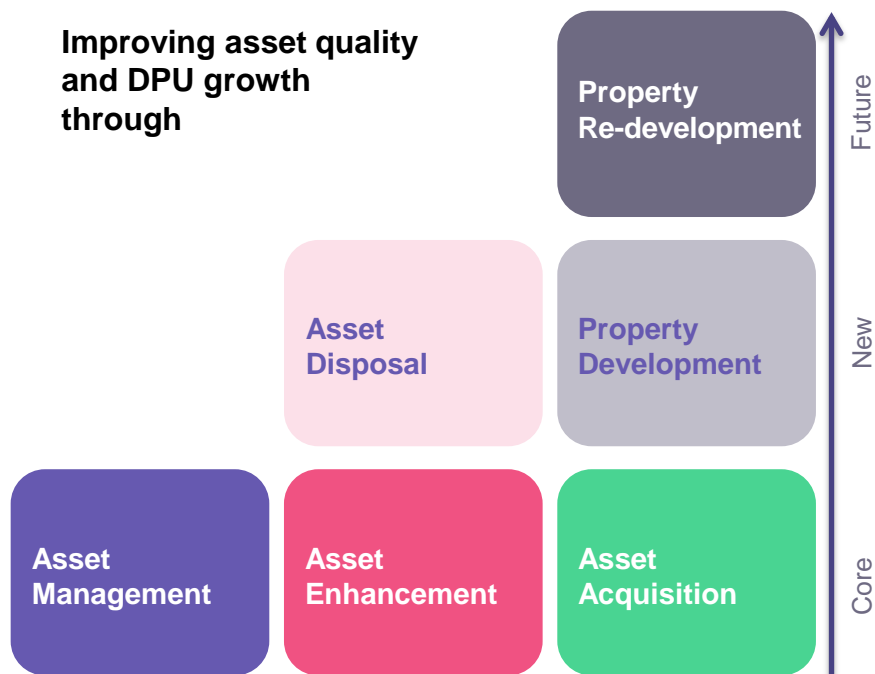 Improving asset quality
and DPU growth
through
Property
Re-development
Future
Asset
Disposal
Property
Development
New
Asset
Management
Asset
Enhancement
Asset
Acquisition
Core